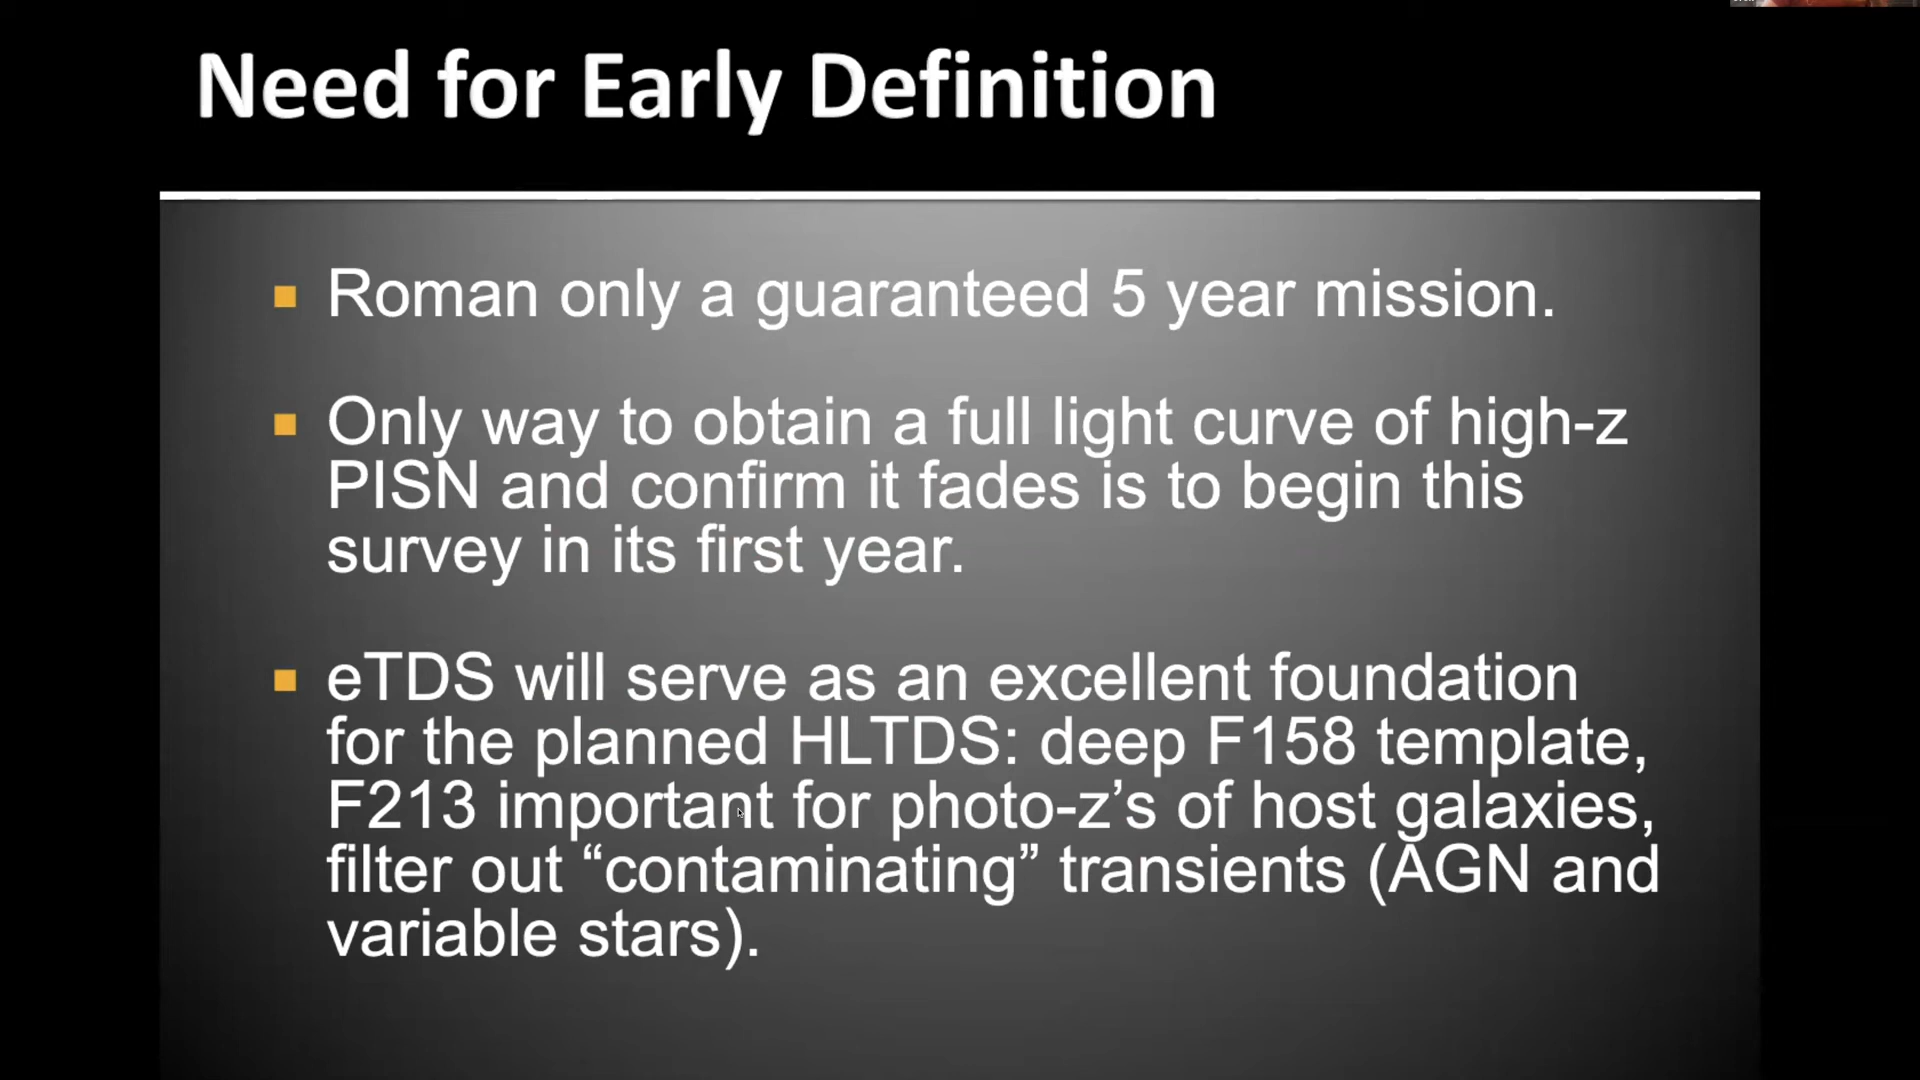 Need for Early Definition
Roman only a guaranteed 5 year mission.
Only way to obtain a full light curve of high-z
PISN and confirm it fades is to begin this
survey in its first year.
eTDS will serve as an excellent foundation
for the planned HLTDS: deep F158 template,
F213 important for photo-z’s of host galaxies,
filter out “contaminating” transients (AGN and
variable stars).